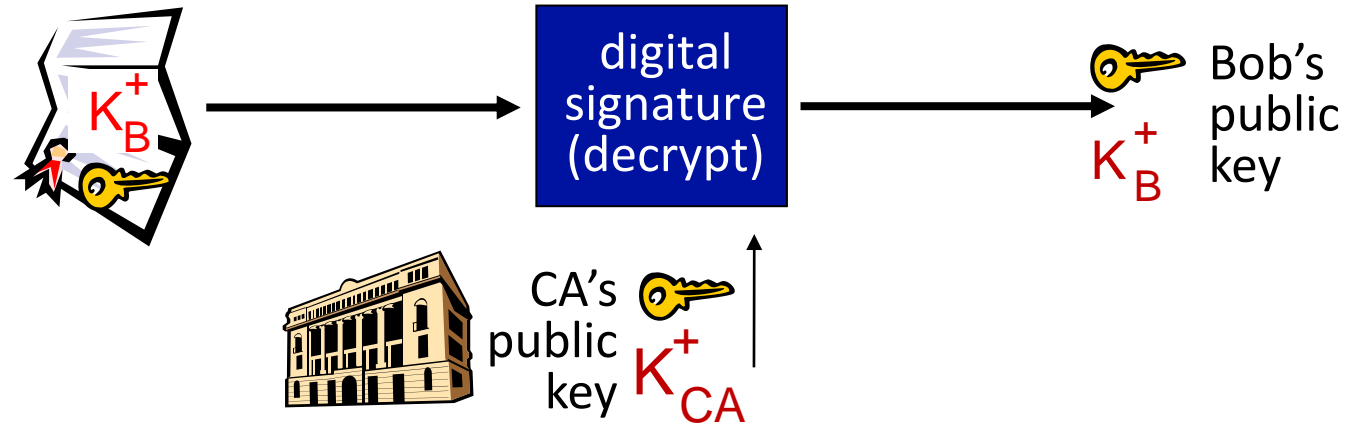 K+B
digital
signature
(decrypt)
Bob’s
public
key
K+B
CA’s
public
key
K+CA